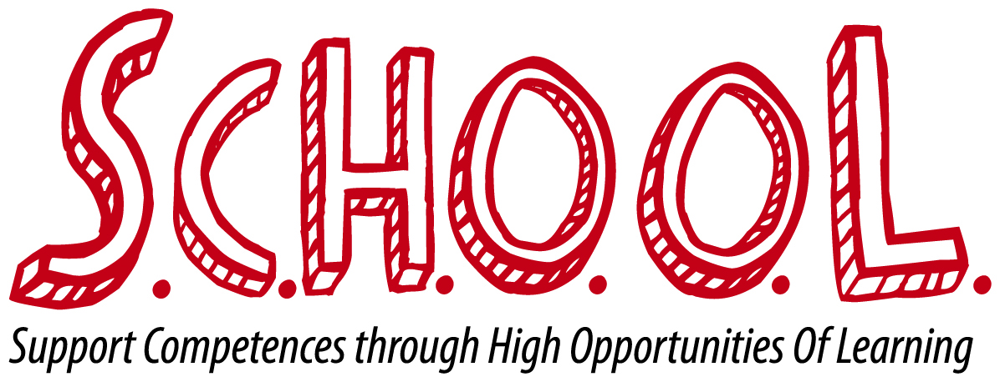 S.C.H.O.O.L.
Support Competences through High Opportunities Of Learning